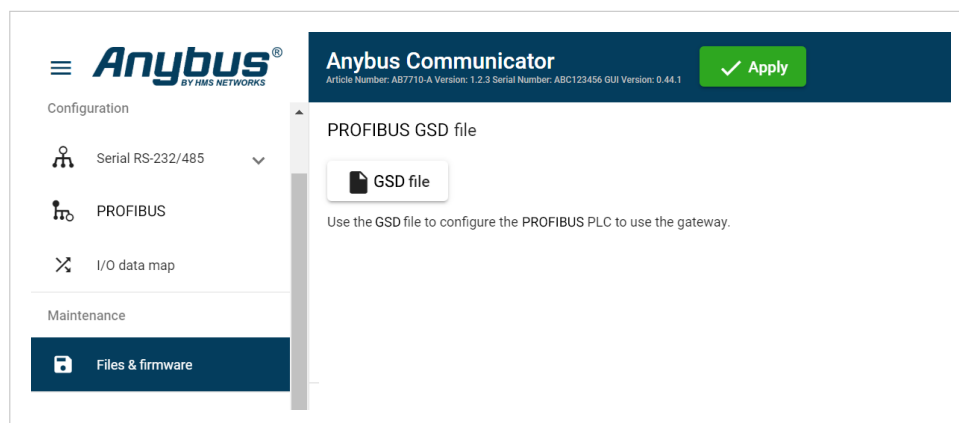 Anybus®
BY HMS NETWORKS
Configuration
Serial RS-232/485
PROFIBUS
I/O data map
Maintenance
Files & firmware
Anybus Communicator
Article Number: AB7710-A Version: 1.2.3 Serial Number: ABC123456 GUI Version: 0.44.1
Apply
PROFIBUS GSD file
GSD file
Use the GSD file to configure the PROFIBUS PLC to use the gateway.